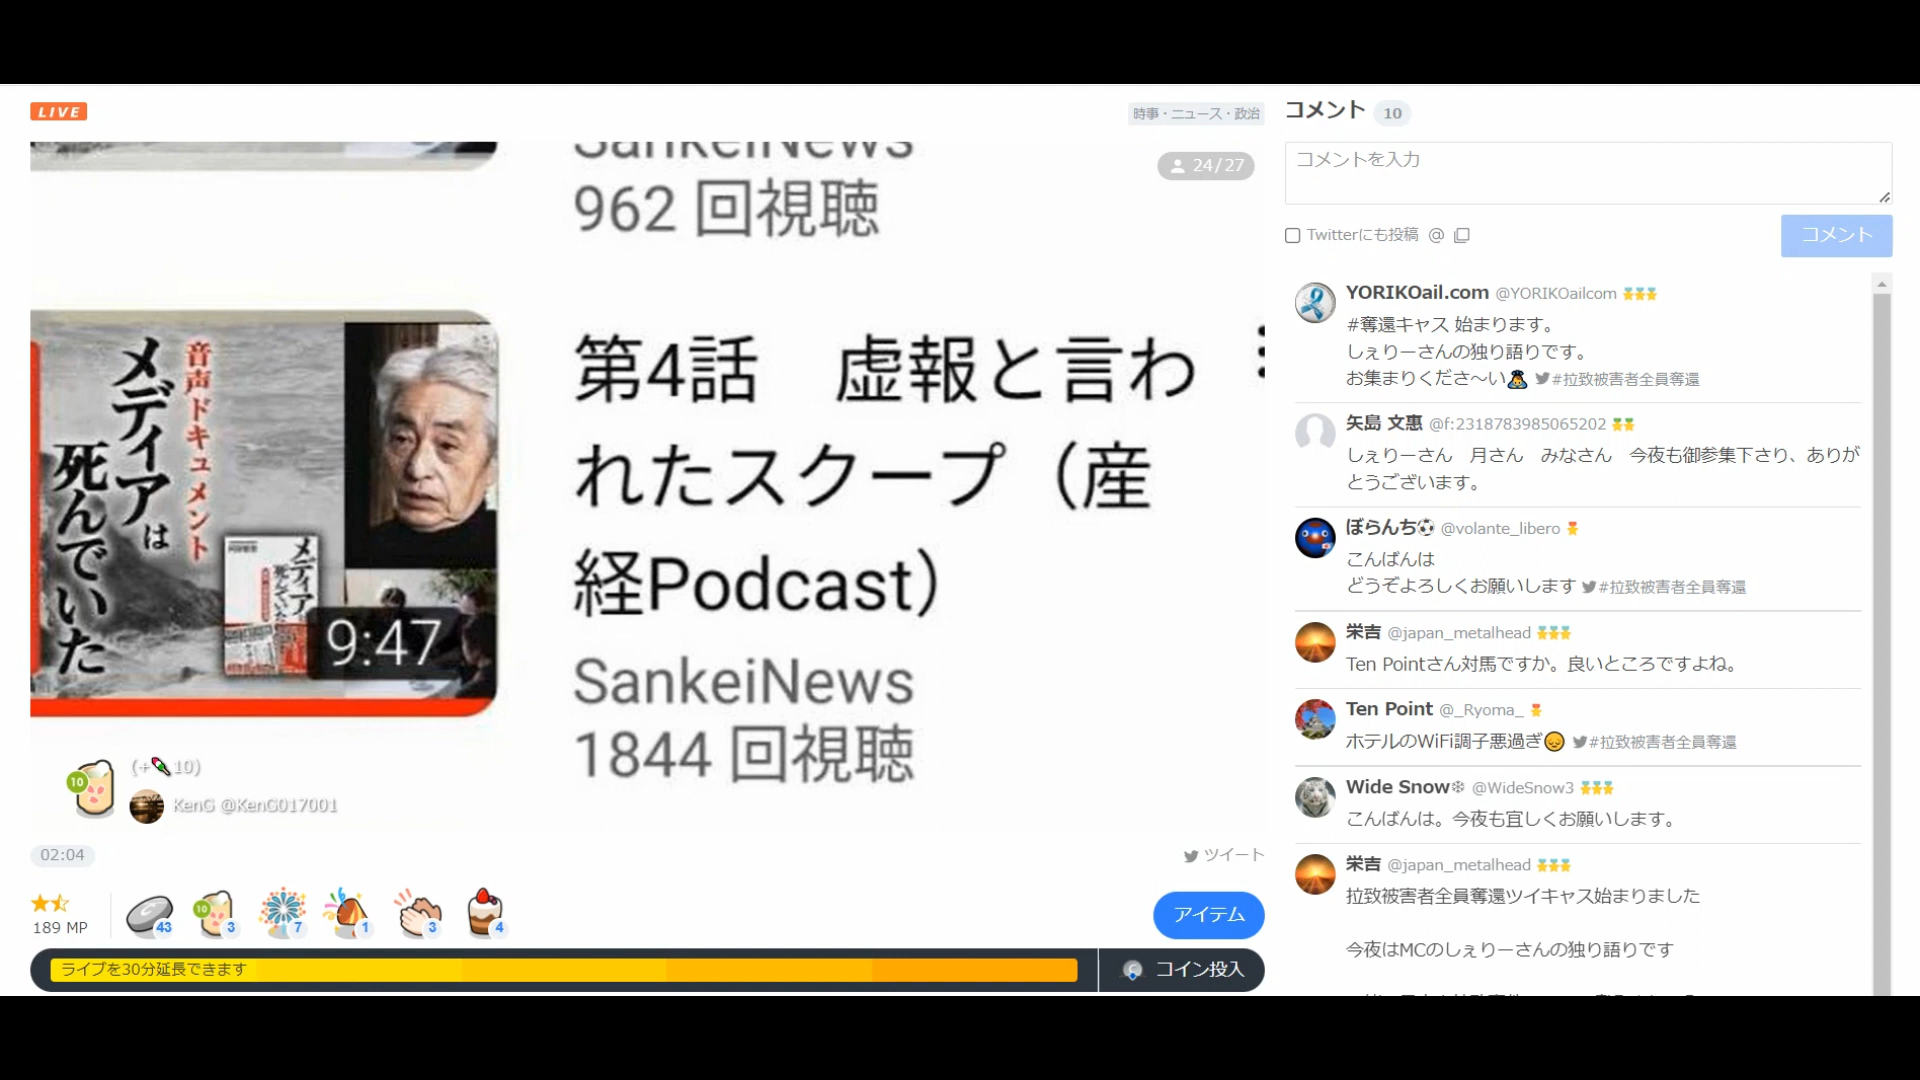 LIVE
時事・ニュース・政治
24/27
SankeiNews
962 回視聴
音声ドキュメント
メディアは
死んでいた
メディアは
死んでいた
9:47
第4話　虚報と言わ
れたスクープ（産
経Podcast）
SankeiNews
1844 回視聴
10
(+10)
KenG @KenG017001
02:04
ツイート
189 MP
43
10
3
7
1
3
4
アイテム
ライブを30分延長できます
コイン投入
コメント 10
コメントを入力
Twitterにも投稿 @
コメント
YORIKOail.com @YORIKOailcom
#奪還キャス 始まります。
しぇりーさんの独り語りです。
お集まりくださ〜い #拉致被害者全員奪還
矢島 文恵 @f:2318783985065202
しぇりーさん　月さん　みなさん　今夜も御参集下さり、ありが
とうございます。
ぼらんち⚽ @volante_libero
こんばんは
どうぞよろしくお願いします #拉致被害者全員奪還
栄吉 @japan_metalhead
Ten Pointさん対馬ですか。良いところですよね。
Ten Point @_Ryoma_
ホテルのWiFi調子悪過ぎ😞 #拉致被害者全員奪還
Wide Snow❄ @WideSnow3
こんばんは。今夜も宜しくお願いします。
栄吉 @japan_metalhead
拉致被害者全員奪還ツイキャス始まりました
今夜はMCのしぇりーさんの独り語りです